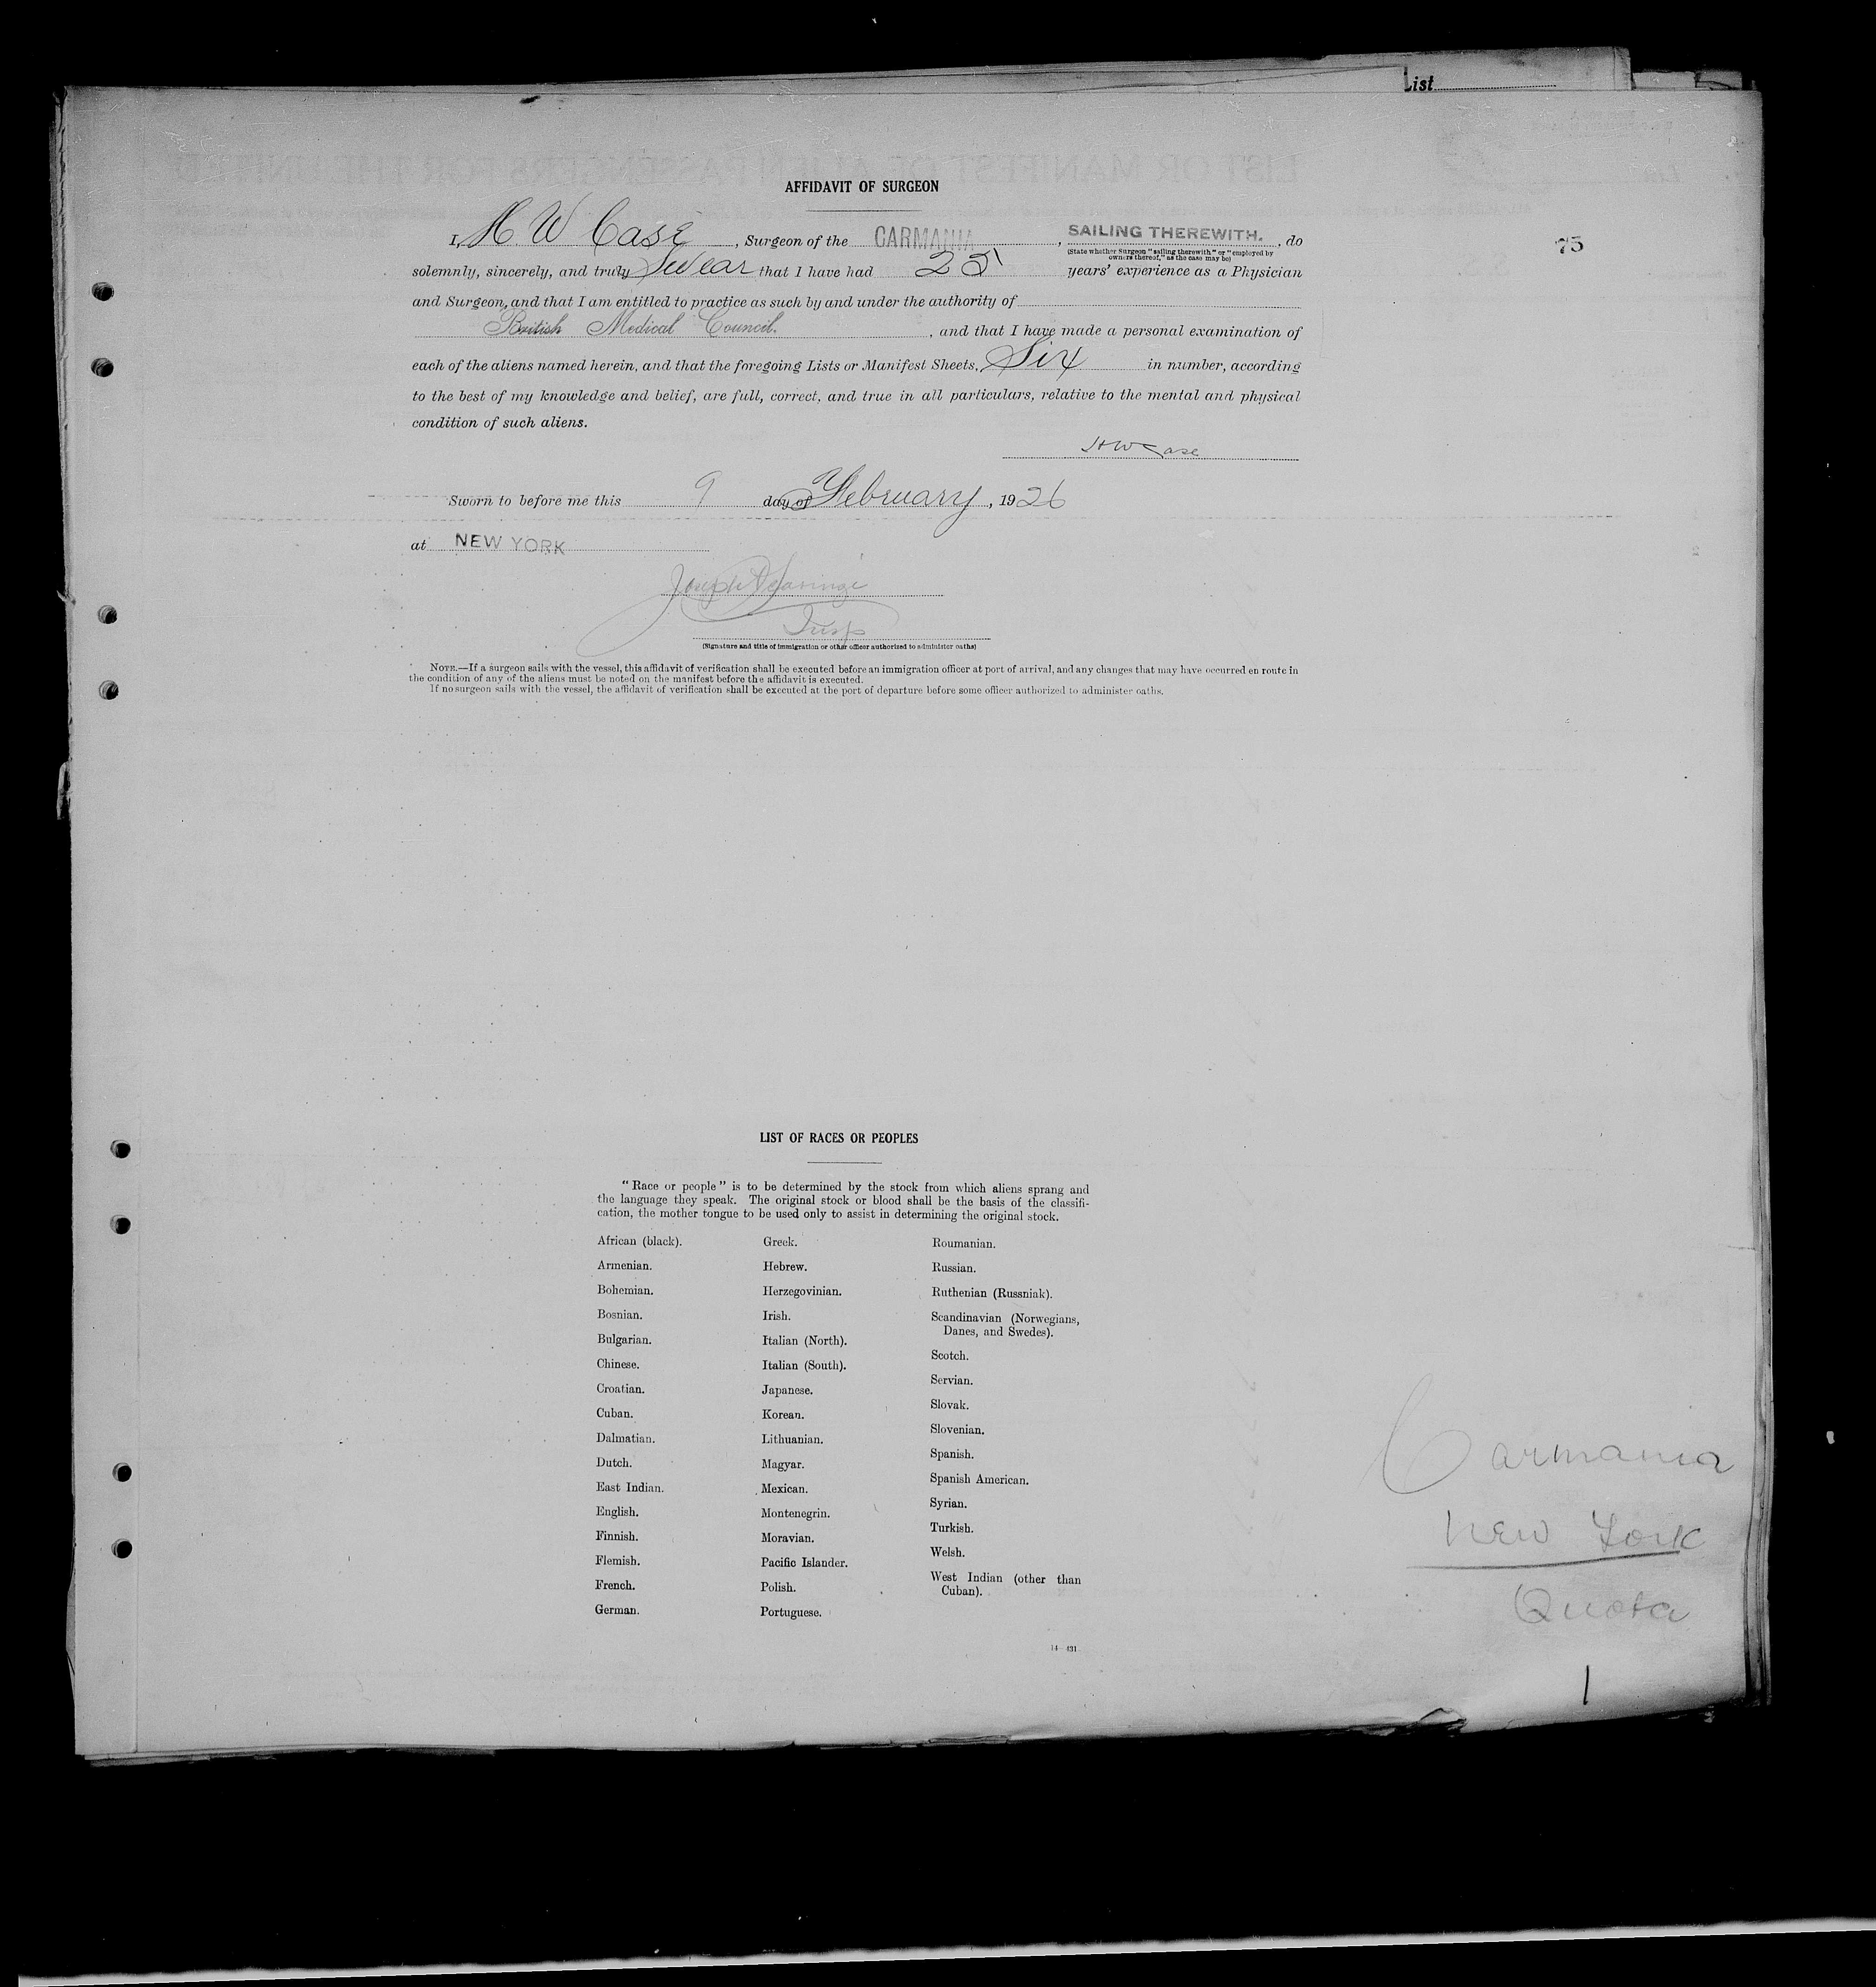 List
AFFIDAVIT OF SURGEON
I, H. W Case, Surgeon of the CARMANIA, SAILING THEREWITH., do
75
(State whether Surgeon "sailing therewith" or "employed by
owners thereof," as the case may be)
solemnly, sincerely, and truly Swear that I have had 25 years' experience as a Physician
and Surgeon, and that I am entitled to practice as such by and under the authority of
British Medical Council., and that I have made a personal examination of
each of the aliens named herein, and that the foregoing Lists or Manifest Sheets, Six in number, according
to the best of my knowledge and belief, are full, correct, and true in all particulars, relative to the mental and physical
condition of such aliens.
HW Case
Sworn to before me this 9 day of February, 1926
at NEW YORK
Joseph
Insp
(Signature and title of immigration or other officer authorized to administer oaths)
NOTE.—If a surgeon sails with the vessel, this affidavit of verification shall be executed before an immigration officer at port of arrival, and any changes that may have occurred en route in
the condition of any of the aliens must be noted on the manifest before the affidavit is executed.
If no surgeon sails with the vessel, the affidavit of verification shall be executed at the port of departure before some officer authorized to administer oaths.
LIST OF RACES OR PEOPLES
"Race or people" is to be determined by the stock from which aliens sprang and
the language they speak. The original stock or blood shall be the basis of the classifi-
cation, the mother tongue to be used only to assist in determining the original stock.
African (black).
Armenian.
Bohemian.
Bosnian.
Bulgarian.
Chinese.
Croatian.
Cuban.
Dalmatian.
Dutch.
East Indian.
English.
Finnish.
Flemish.
French.
German.
Greek.
Hebrew.
Herzegovinian.
Irish.
Italian (North).
Italian (South).
Japanese.
Korean.
Lithuanian.
Magyar.
Mexican.
Montenegrin.
Moravian.
Pacific Islander.
Polish.
Portuguese.
Roumanian.
Russian.
Ruthenian (Russniak).
Scandinavian (Norwegians,
Danes, and Swedes).
Scotch.
Servian.
Slovak.
Slovenian.
Spanish.
Spanish American.
Syrian.
Turkish.
Welsh.
West Indian (other than
Cuban).
14—431
Carmania
New York
Quota
1